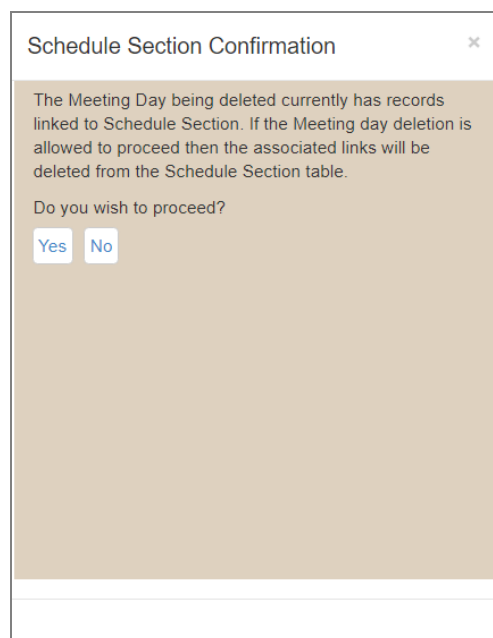 Schedule Section Confirmation ×
The Meeting Day being deleted currently has records
linked to Schedule Section. If the Meeting day deletion is
allowed to proceed then the associated links will be
deleted from the Schedule Section table.
Do you wish to proceed?
Yes No